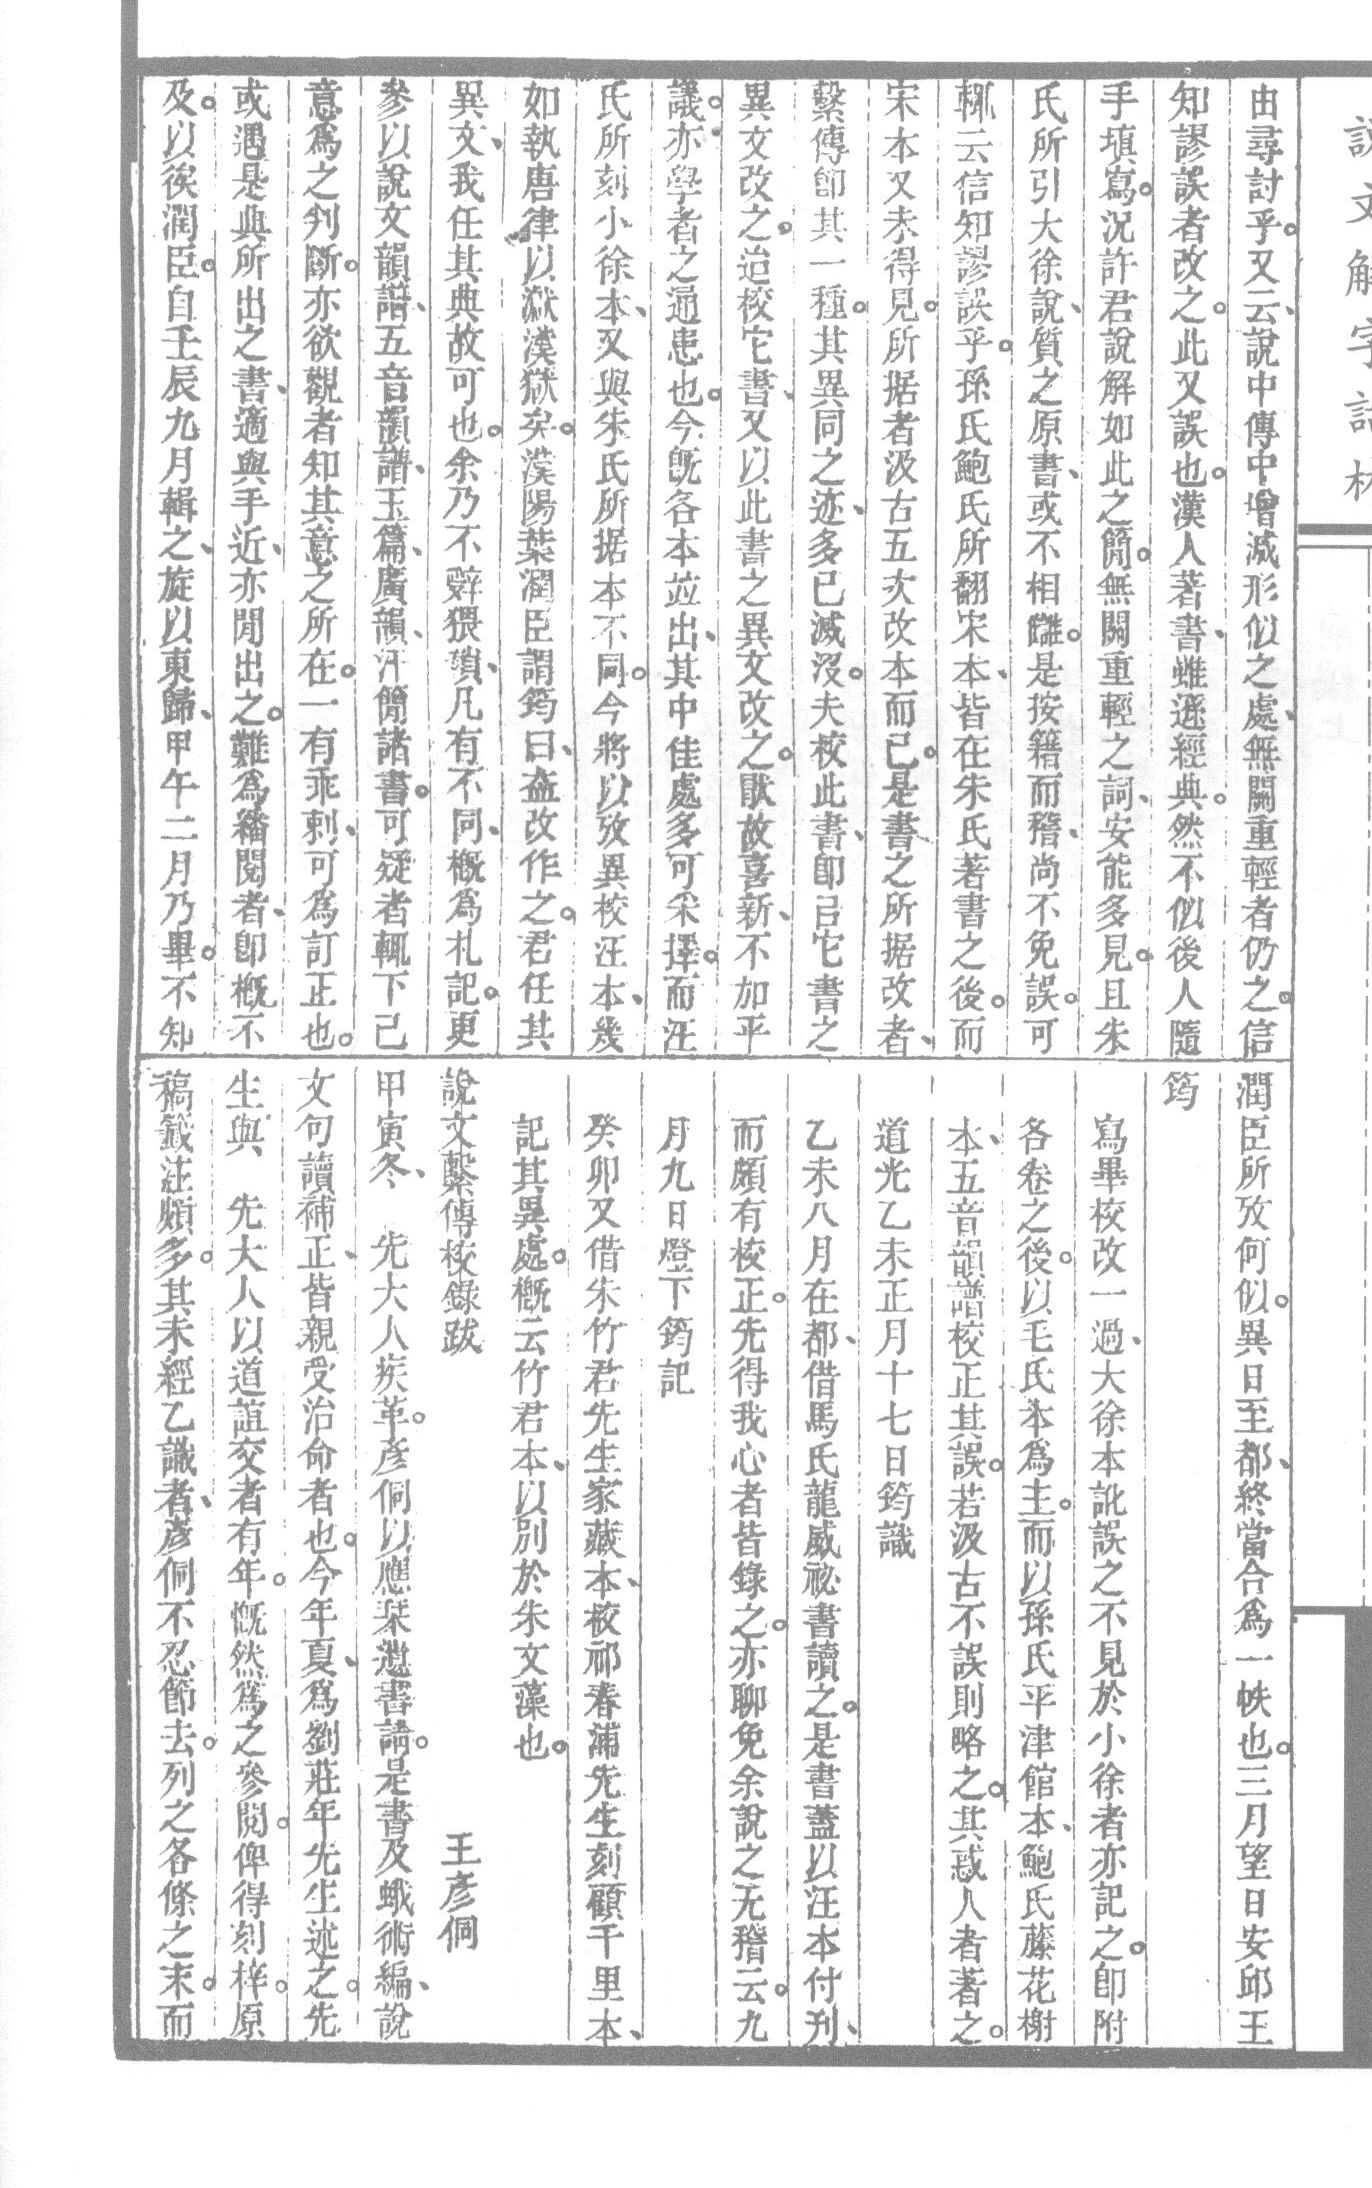 說文解字詁林
由尋討乎。又云、說中傳中增減形似之處、無關重輕者仍之。信
知謬誤者改之。此又誤也。漢人著書、雖遜經典。然不似後人隨
手塡寫。況許君說解如此之簡。無關重輕之詞、安能多見。且朱
氏所引大徐說、質之原書、或不相讎。是按籍而稽、尚不免誤。可
輒云信知謬誤乎。孫氏鮑氏所翻宋本、皆在朱氏著書之後。而
宋本又未得見。所据者汲古五次改本而已。是書之所据改者、
繫傳卽其一種。其異同之迹、多已滅沒。夫校此書、卽㠯它書之
異文改之。迨校它書、又以此書之異文改之。猒故喜新、不加平
議。亦學者之通患也。今旣各本竝出、其中佳處多可采擇。而汪
氏所刻小徐本、又與朱氏所据本不同。今將以攷異校汪本、幾
如執唐律以讞漢獄矣。漢陽葉潤臣謂筠曰、盍改作之。君任其
異文、我任其典故可也。余乃不辤猥瑣、凡有不同、槪爲札記。更
參以說文韻譜、五音韻譜、玉篇、廣韻、汗簡諸書。可疑者輒下己
意爲之判斷。亦欲觀者知其意之所在。一有乖剌、可爲訂正也。
或遇是典所出之書、適與手近、亦閒出之。難爲繙閱者、卽槪不
及。以俟潤臣。自壬辰九月輯之、旋以東歸、甲午二月乃畢。不知
潤臣所攷何似。異日至都、終當合爲一帙也。三月望日安邱王
筠
寫畢校改一過、大徐本訛誤之不見於小徐者亦記之。卽附
各卷之後。以毛氏本爲主。而以孫氏平津館本、鮑氏藤花榭
本、五音韻譜校正其誤。若汲古不誤則略之。其惑人者著之。
道光乙未正月十七日筠識
乙未八月在都、借馬氏龍威祕書讀之。是書蓋以汪本付刋、
而頗有校正。先得我心者皆錄之。亦聊免余說之无稽云。九
月九日燈下筠記
癸卯又借朱竹君先生家藏本、校祁春浦先生刻顧千里本、
記其異處。槪云竹君本、以別於朱文藻也。
說文繫傳校錄跋　王彥侗
甲寅冬、　先大人疾革。彥侗以應栞遺書請。是書及蛾術編、說
文句讀補正、皆親受治命者也。今年夏、爲劉莊年先生述之。先
生與　先大人以道誼交者有年。慨然爲之參閱。俾得刻梓。原
稿籤注頗多。其未經乙識者、彥侗不忍節去。列之各條之末。而